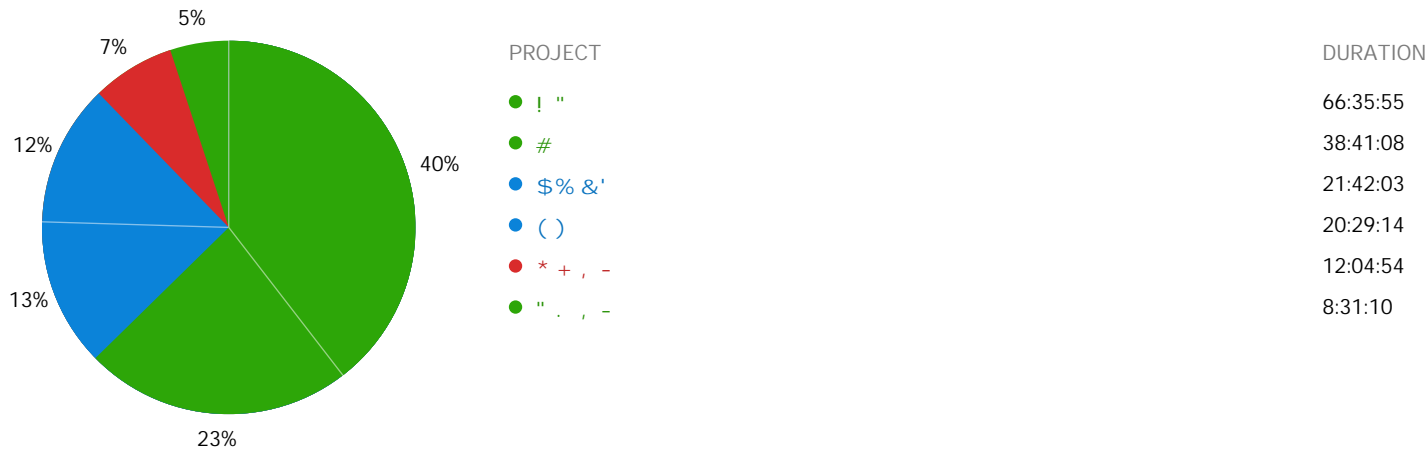 5%
7%
12%
40%
13%
23%
PROJECT DURATION
! " 66:35:55
# 38:41:08
$% &' 21:42:03
( ) 20:29:14
* + , - 12:04:54
" . , - 8:31:10